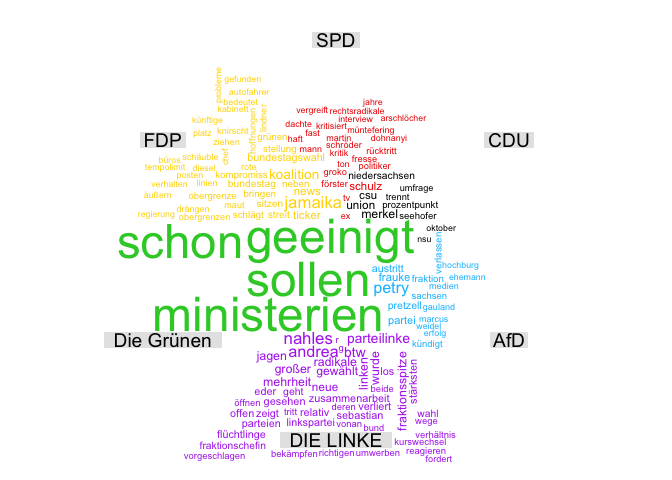 SPD
probleme gefunden
autofahrer
bedeutet jahre
kabinett hoffnungen lindner vergreift rechtsradikale
künftige interview arschlöcher
dachte kritisiert müntefering
FDP platz knirscht grünen haft fast martin dohnanyi CDU
ziehen chef stellung mann schröder
büros schäuble bundestagswahl kritik rücktritt
tempolimit diesel rote ton fresse politiker
posten kompromiss koalition groko niedersachsen
verhalten linien bundestag neben förster schulz umfrage
äußern obergrenze bringen news tv csu trennt
drängen maut sitzen jamaika union prozentpunkt
regierung obergrenzen schlägt streit ticker ex merkel seehofer
schon geeinigt oktober
nsu verlassen
sollen austritt hochburg
frauke fraktion ehemann
petry medien
sachsen
ministerien pretzell gauland
partei marcus
weidel
Die Grünen nahles r parteilinke erfolg AfD
andrea g btw kündigt
jagen radikale linken wurde fraktionsspitze stärksten
großer gewählt los
mehrheit neue beide
eder geht zusammenarbeit
öffnen gesehen deren verliert
offen zeigt tritt relativ sebastian wahl
parteien linkspartei vonan wege
bund
flüchtlinge DIE LINKE verhältnis
fraktionschefin kurswechsel
vorgeschlagen bekämpfen richtigen umwerben reagieren
fordert